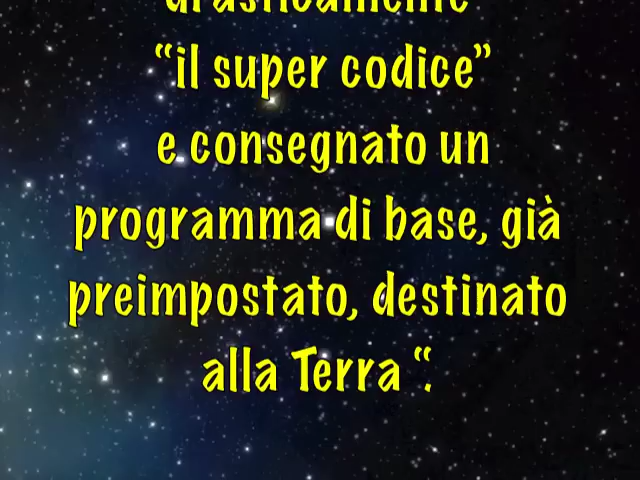 drasticamente
“il super codice”
e consegnato un
programma di base, già
preimpostato, destinato
alla Terra “.